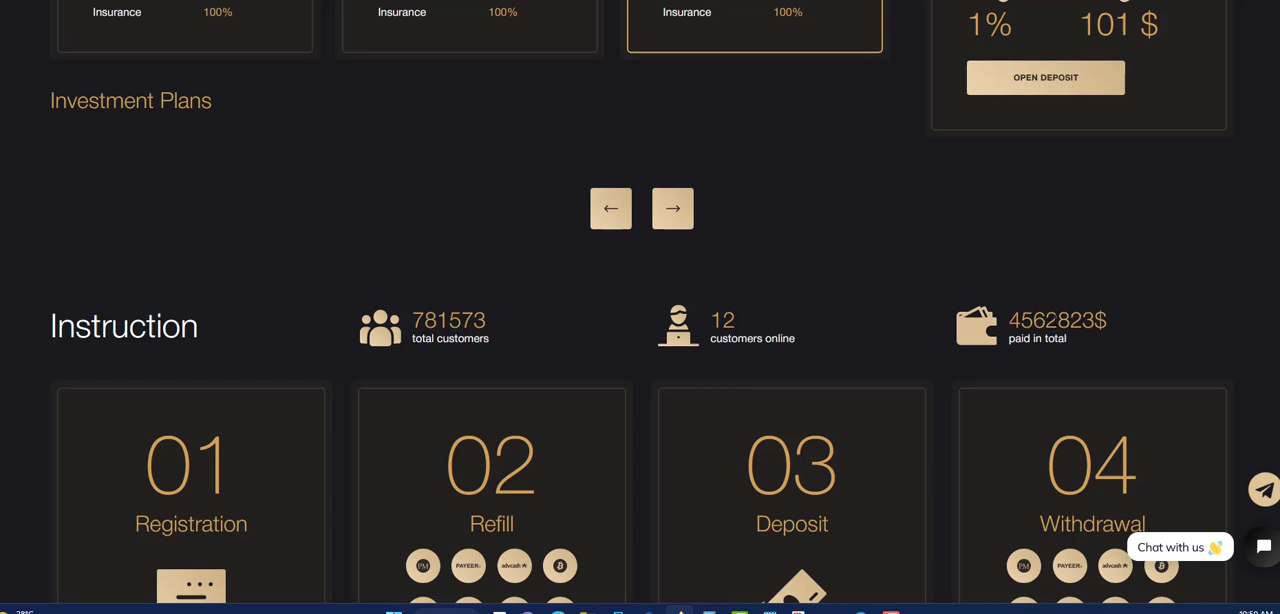 Insurance 100%
Insurance 100%
Insurance 100%
1% 101 $
OPEN DEPOSIT
Investment Plans
← →
Instruction
781573
total customers
12
customers online
4562823$
paid in total
01
Registration
02
Refill
PM PAYEER advcash
03
Deposit
04
Withdrawal
PM PAYEER advcash
Chat with us 👋